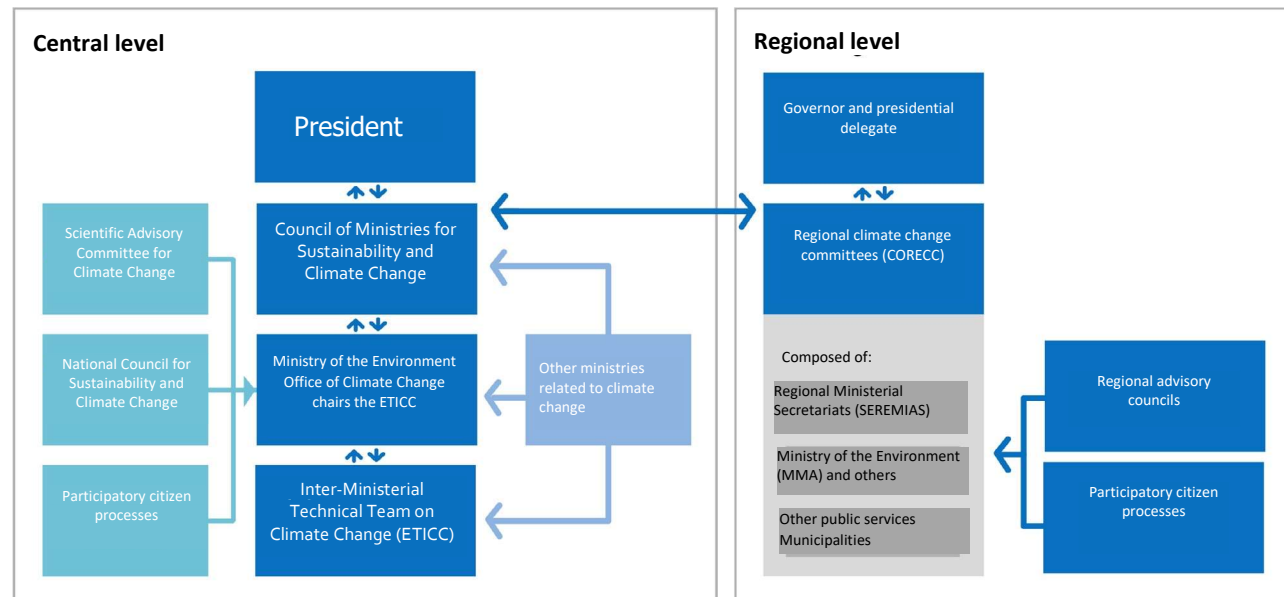 Central level
President
Scientific Advisory
Committee for
Climate Change
Council of Ministries for
Sustainability and
Climate Change
National Council for
Sustainability and
Climate Change
Ministry of the Environment
Office of Climate Change
chairs the ETICC
Other ministries
related to climate
change
Participatory citizen
processes
Inter-Ministerial
Technical Team on
Climate Change (ETICC)
Regional level
Governor and presidential
delegate
Regional climate change
committees (CORECC)
Composed of:
Regional Ministerial
Secretariats (SEREMIAS)
Ministry of the Environment
(MMA) and others
Other public services
Municipalities
Regional advisory
councils
Participatory citizen
processes